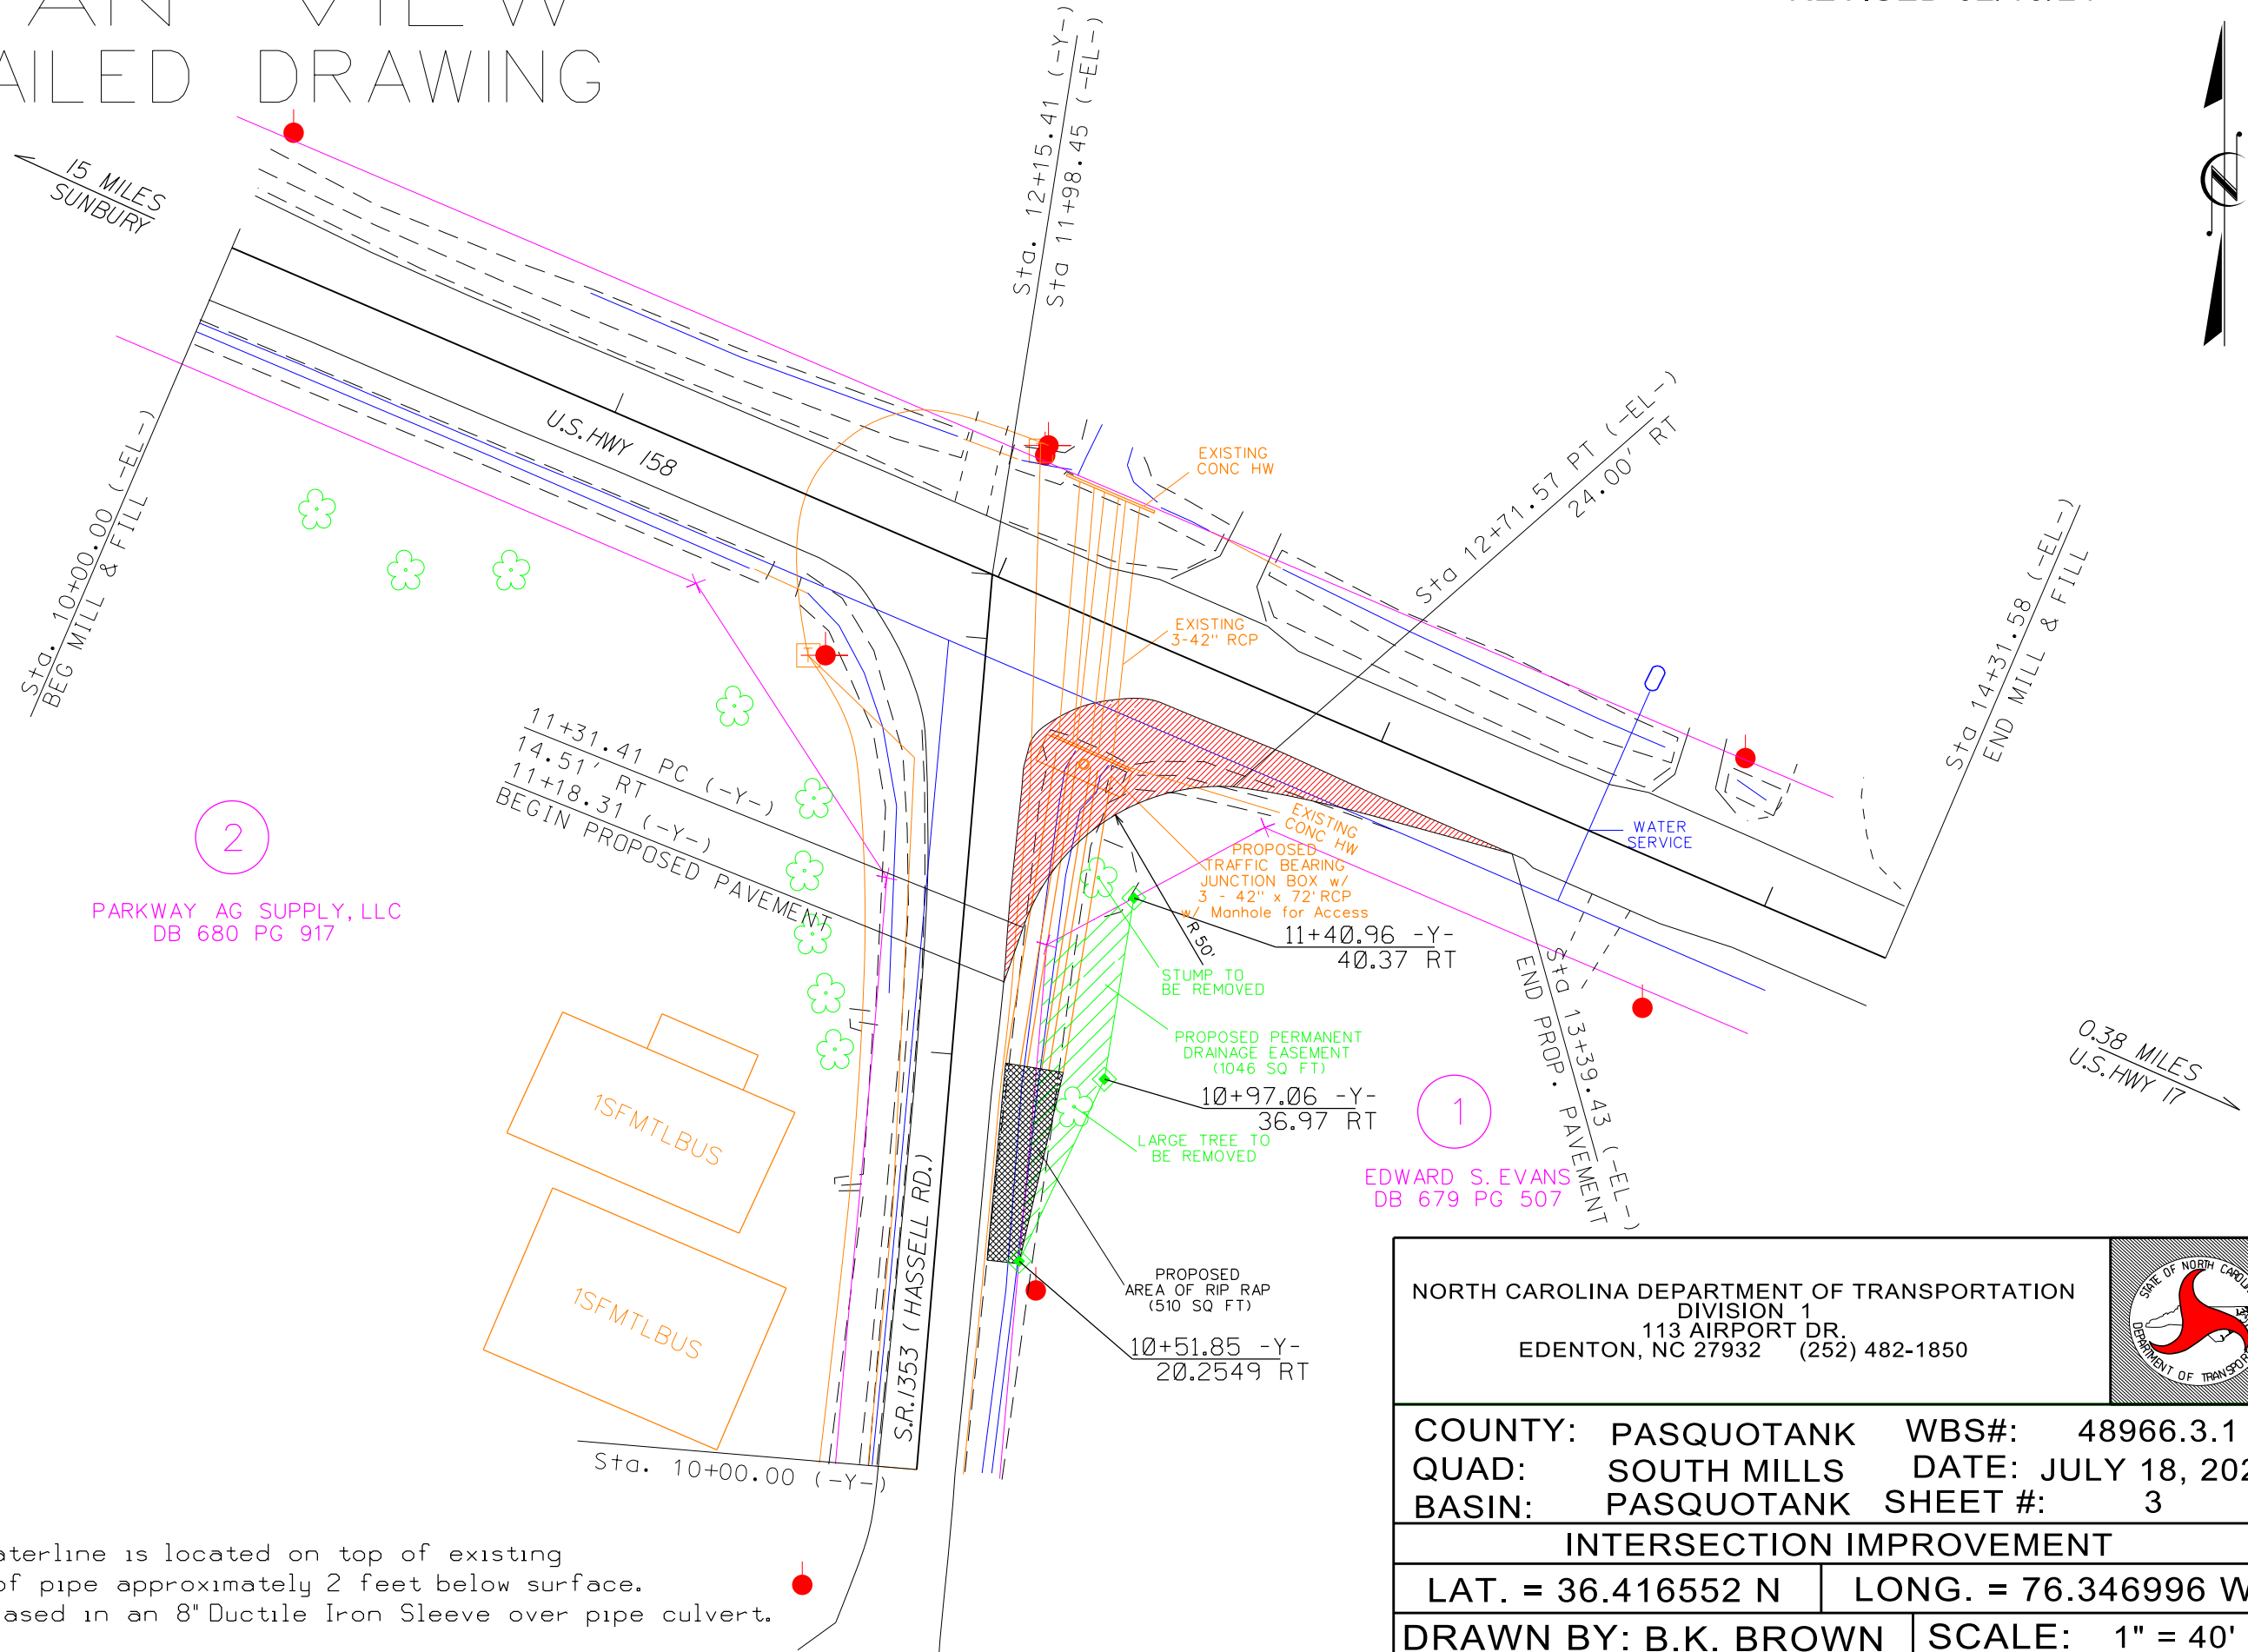 VIEW
DRAWING
15 MILES
SUNBURY
Sta. 12+15.41 (-Y-)
Sta 11+98.45 (-EL-)
U.S. HWY 158
EXISTING
CONC HW
Sta 12+71.57 PT (-EL-)
24.00' RT
Sta. 10+00.00 (-EL-)
BEG MILL & FILL
EXISTING
3-42" RCP
Sta 14+31.58 (-EL-)
END MILL & FILL
11+31.41 PC (-Y-)
14.51' RT
11+18.31 (-Y-)
BEGIN PROPOSED PAVEMENT
T
EXISTING
CONC HW
PROPOSED
TRAFFIC BEARING
JUNCTION BOX w/
3 - 42" x 72' RCP
w/ Manhole for Access
WATER
SERVICE
2
PARKWAY AG SUPPLY, LLC
DB 680 PG 917
R 50'
11+40.96 -Y-
40.37 RT
STUMP TO
BE REMOVED
PROPOSED PERMANENT
DRAINAGE EASEMENT
(1046 SQ FT)
10+97.06 -Y-
36.97 RT
LARGE TREE TO
BE REMOVED
Sta 13+39.43 (-EL-)
END PROP. PAVEMENT
0.38 MILES
U.S. HWY 17
1
EDWARD S. EVANS
DB 679 PG 507
1SFMTLBUS
1SFMTLBUS
S.R. 1353 (HASSELL RD.)
PROPOSED
AREA OF RIP RAP
(510 SQ FT)
10+51.85 -Y-
20.2549 RT
Sta. 10+00.00 (-Y-)
is located on top of existing
of pipe approximately 2 feet below surface.
in an 8" Ductile Iron Sleeve over pipe culvert.
NORTH CAROLINA DEPARTMENT OF TRANSPORTATION
DIVISION 1
113 AIRPORT DR.
EDENTON, NC 27932 (252) 482-1850
STATE OF NORTH
DEPARTMENT OF
COUNTY: PASQUOTANK WBS#: 48966.3.1
QUAD: SOUTH MILLS DATE: JULY 18,
BASIN: PASQUOTANK SHEET #: 3
INTERSECTION IMPROVEMENT
LAT. = 36.416552 N LONG. = 76.346996 W
DRAWN BY: B.K. BROWN SCALE: 1" = 40'